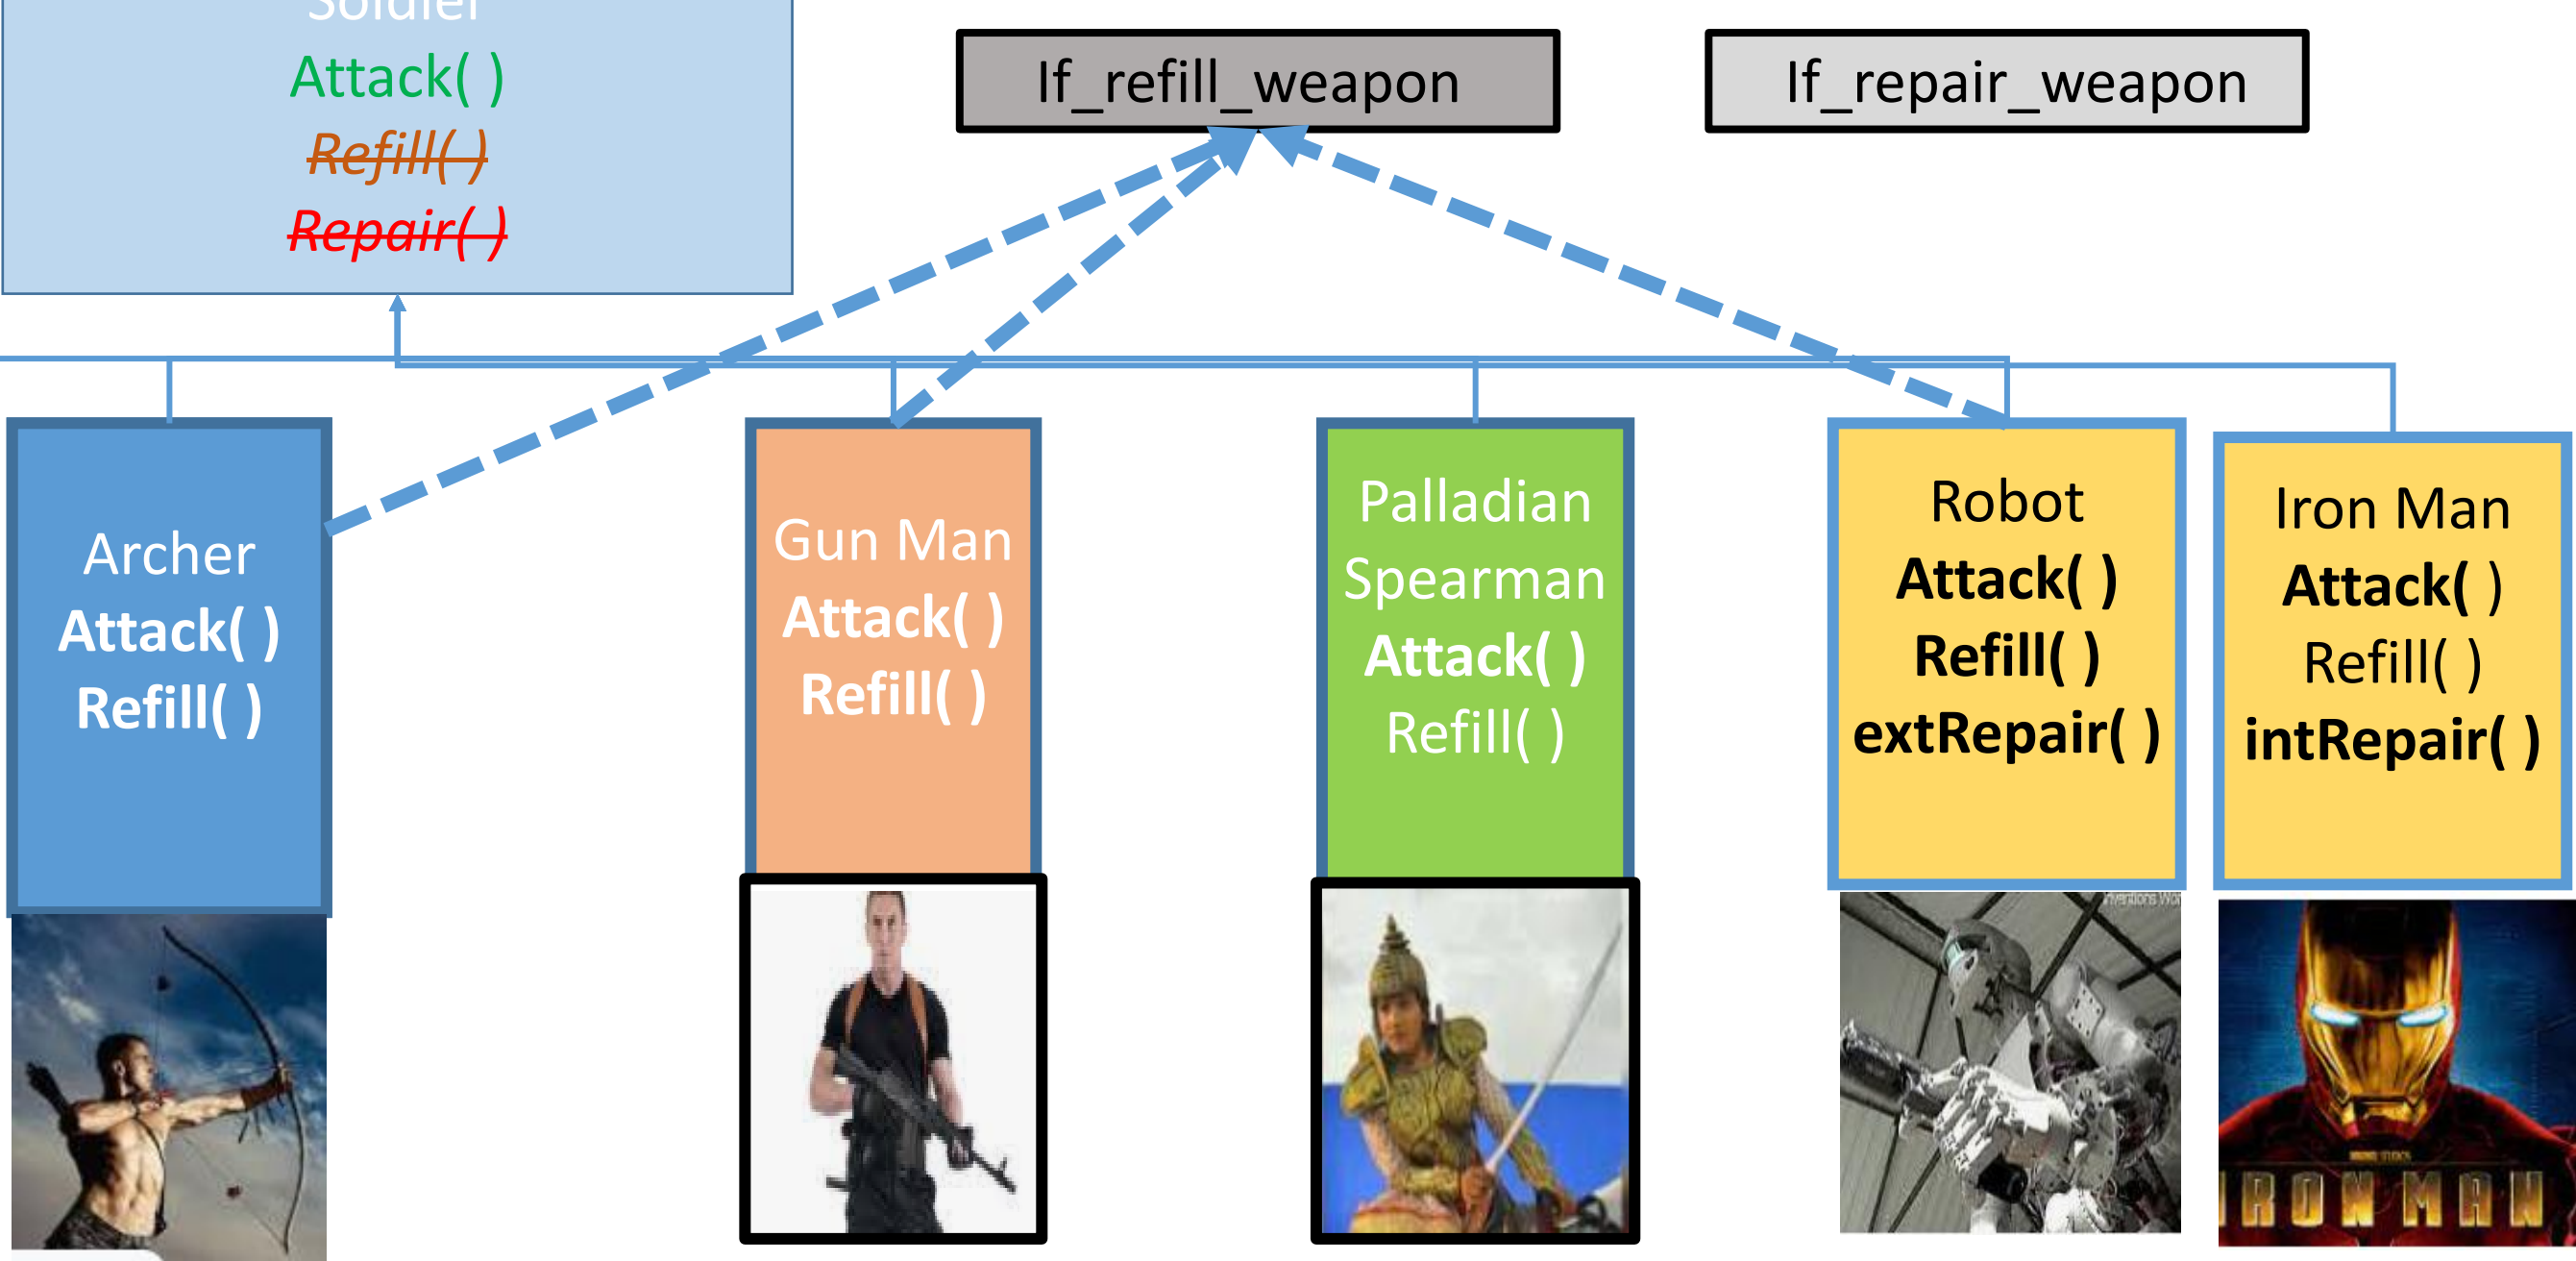 Soldier
Attack( )
Refill( )
Repair( )
If_refill_weapon
If_repair_weapon
Archer
Attack( )
Refill( )
Gun Man
Attack( )
Refill( )
Palladian
Spearman
Attack( )
Refill( )
Robot
Attack( )
Refill( )
extRepair( )
Iron Man
Attack( )
Refill( )
intRepair( )
IRON MAN